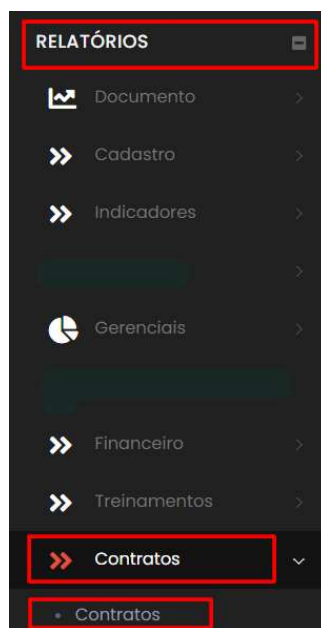 RELATÓRIOS
Documento
Cadastro
Indicadores
Gerenciais
Financeiro
Treinamentos
Contratos
Contratos